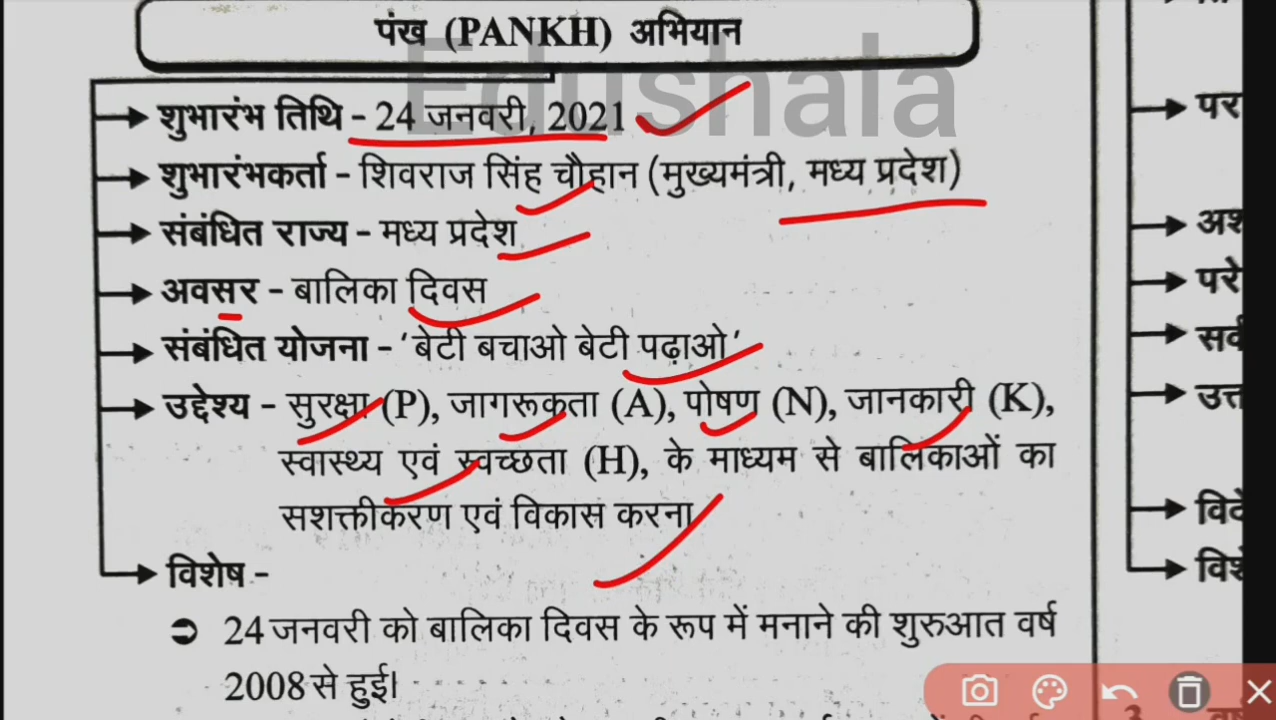 पंख (PANKH) अभियान
Edushala
शुभारंभ तिथि - 24 जनवरी, 2021
शुभारंभकर्ता - शिवराज सिंह चौहान (मुख्यमंत्री, मध्य प्रदेश)
संबंधित राज्य - मध्य प्रदेश
अवसर - बालिका दिवस
संबंधित योजना - ‘बेटी बचाओ बेटी पढ़ाओ’
उद्देश्य - सुरक्षा (P), जागरूकता (A), पोषण (N), जानकारी (K),
स्वास्थ्य एवं स्वच्छता (H), के माध्यम से बालिकाओं का
सशक्तीकरण एवं विकास करना
विशेष -
24 जनवरी को बालिका दिवस के रूप में मनाने की शुरुआत वर्ष
2008 से हुई।